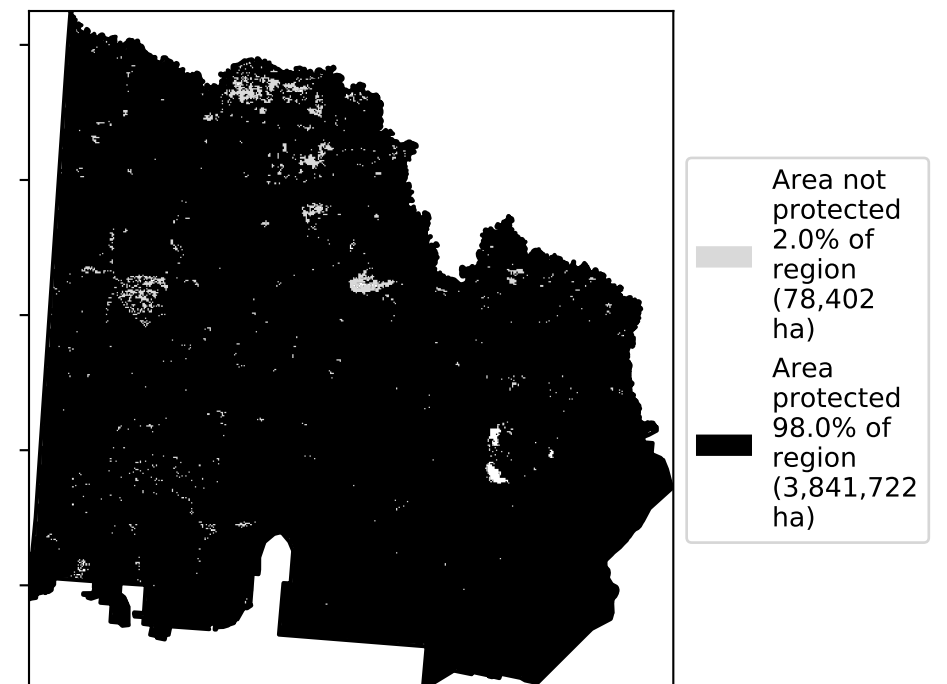 Area not
protected
2.0% of
region
(78,402
ha)
Area
protected
98.0% of
region
(3,841,722
ha)